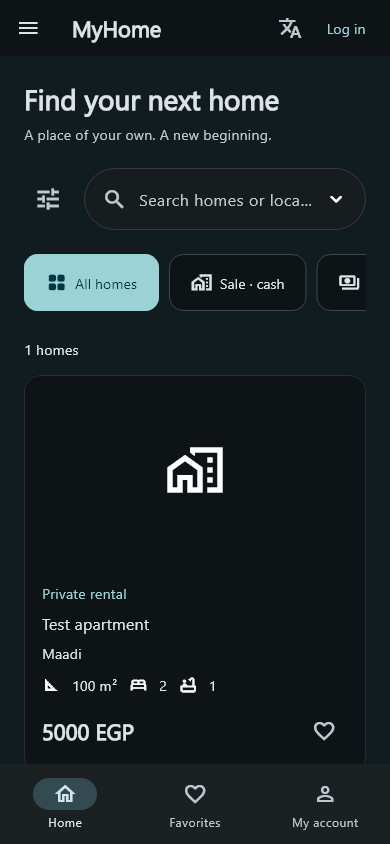 MyHome
Log in
Find your next home
A place of your own. A new beginning.
Search homes or loca...
All homes
Sale · cash
1 homes
Private rental
Test apartment
Maadi
100 m² 2 1
5000 EGP
Home
Favorites
My account